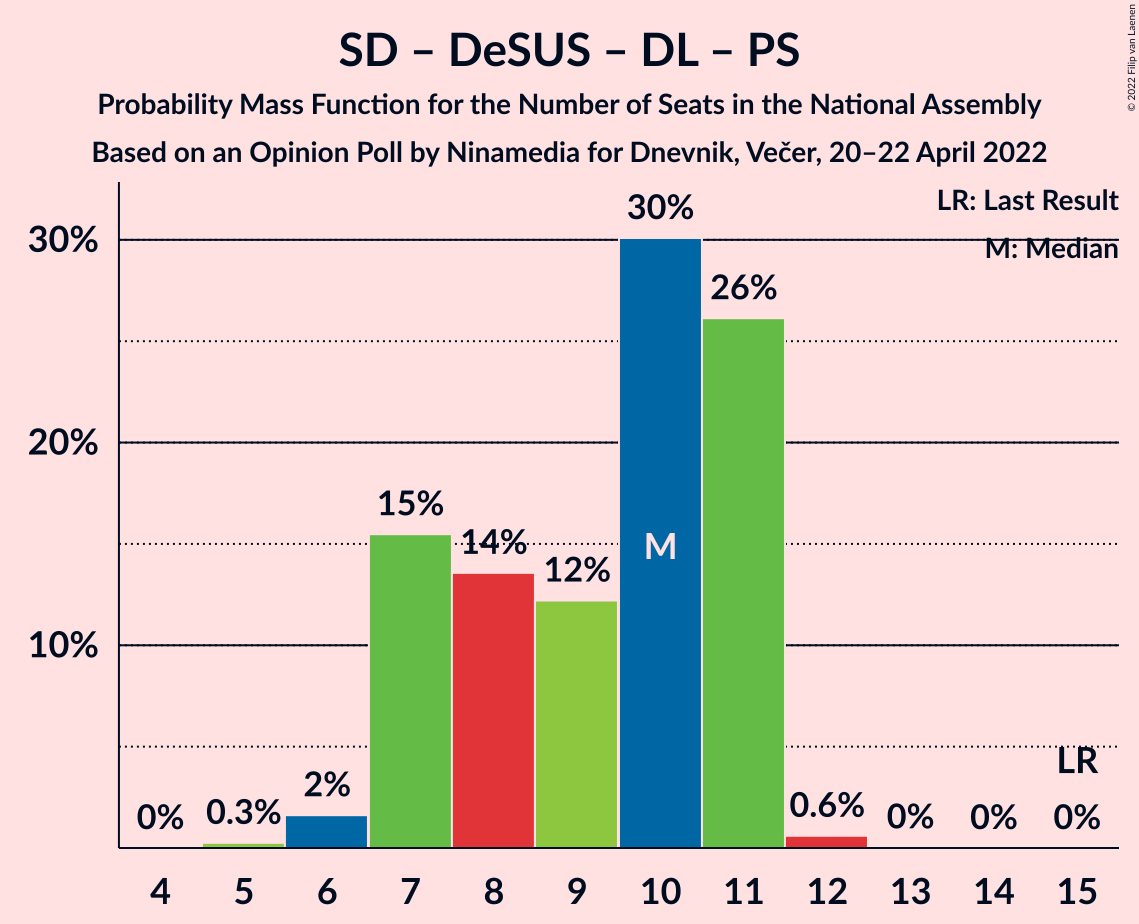 SD – DeSUS – DL – PS
Probability Mass Function for the Number of Seats in the National Assembly
Based on an Opinion Poll by Ninamedia for Dnevnik, Večer, 20–22 April 2022
© 2022 Filip van Laenen
LR: Last Result
M: Median
30%
20%
10%
0%
0.3%
2%
15%
14%
12%
30%
26%
0.6%
0%
0%
0%
M
LR
4 5 6 7 8 9 10 11 12 13 14 15